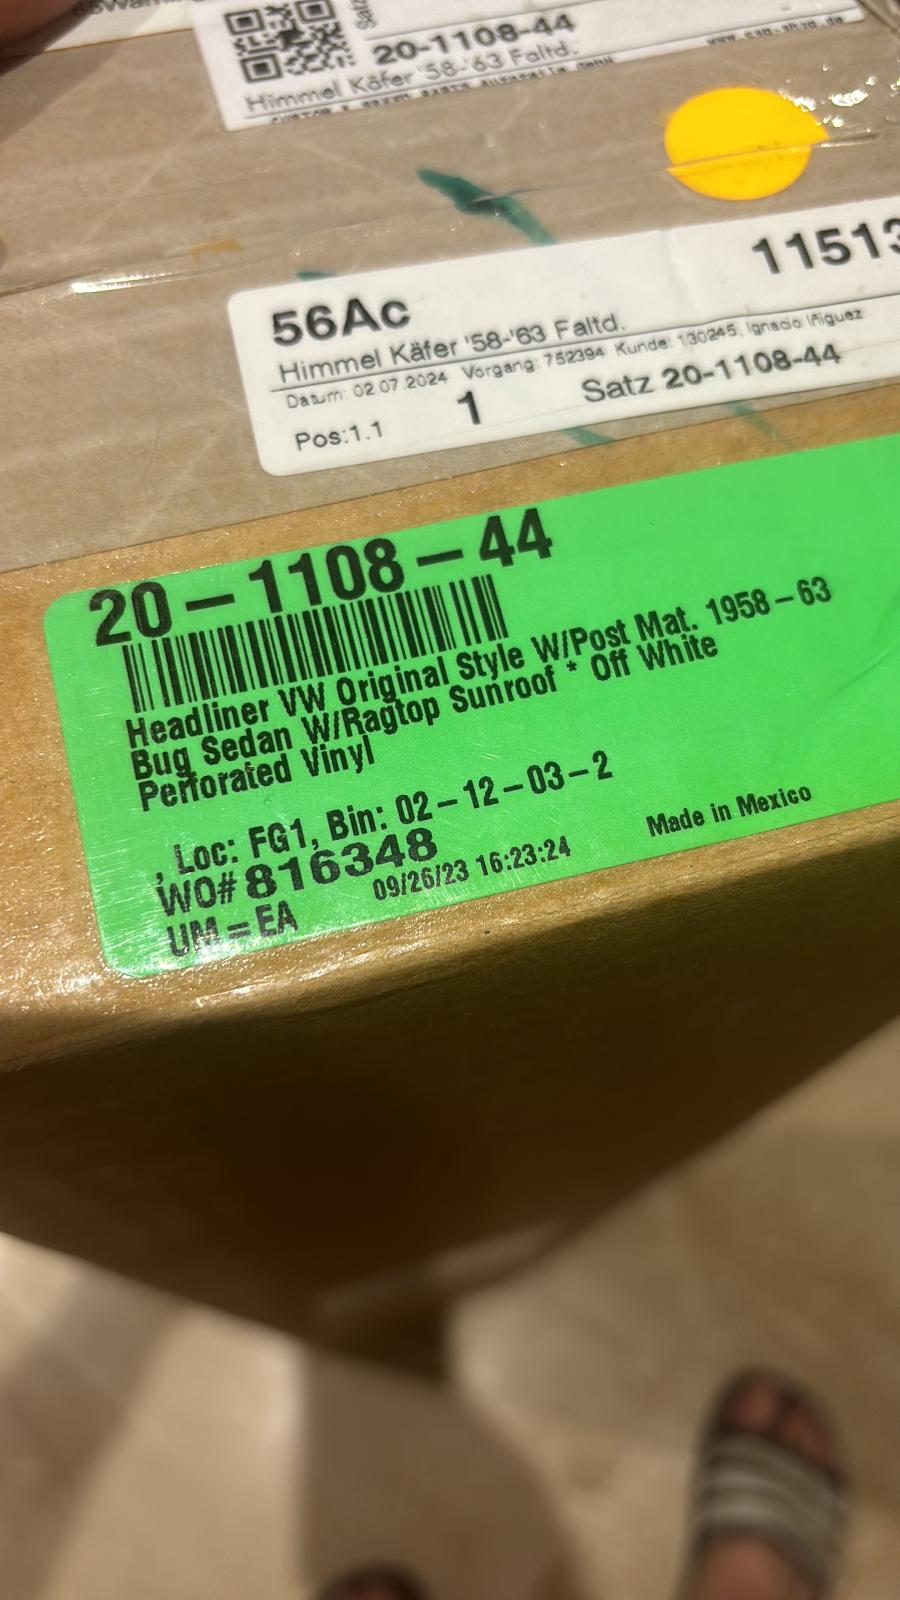 20-1108-44
Himmel Käfer '58-'63 Faltd.
56Ac
11513
Himmel Käfer '58-'63 Faltd.
Datum: 02.07.2024 Vorgang: 752394 Kunde: 130245, Ignacio Iñiguez
Pos:1.1 1 Satz 20-1108-44
20-1108-44
Headliner VW Original Style W/Post Mat. 1958-63
Bug Sedan W/Ragtop Sunroof * Off White
Perforated Vinyl
, Loc: FG1, Bin: 02-12-03-2
WO# 816348 09/26/23 16:23:24 Made in Mexico
UM = EA